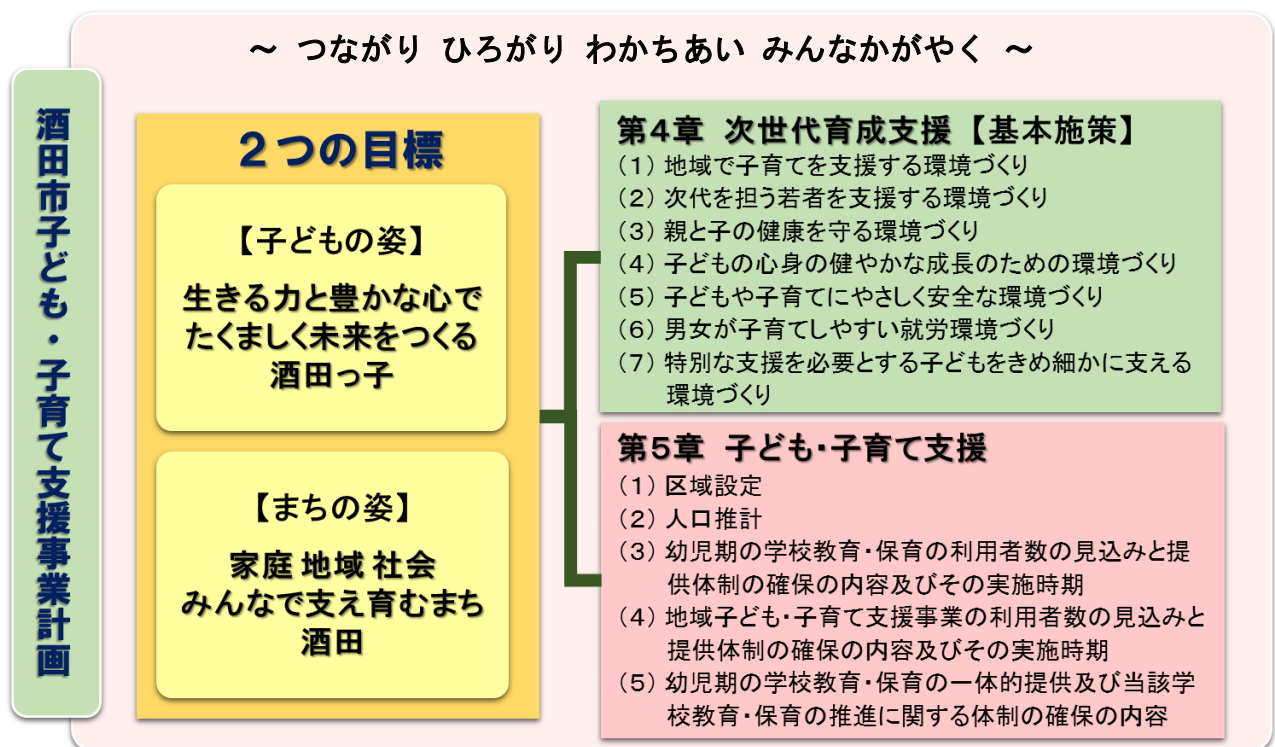 ～ つながり ひろがり わかちあい みんなかがやく ～
酒田市子ども・子育て支援事業計画
２つの目標
【子どもの姿】
生きる力と豊かな心で
たくましく未来をつくる
酒田っ子
【まちの姿】
家庭 地域 社会
みんなで支え育むまち
酒田
第４章 次世代育成支援【基本施策】
（１）地域で子育てを支援する環境づくり
（２）次代を担う若者を支援する環境づくり
（３）親と子の健康を守る環境づくり
（４）子どもの心身の健やかな成長のための環境づくり
（５）子どもや子育てにやさしく安全な環境づくり
（６）男女が子育てしやすい就労環境づくり
（７）特別な支援を必要とする子どもをきめ細かに支える
環境づくり
第５章 子ども・子育て支援
（１）区域設定
（２）人口推計
（３）幼児期の学校教育・保育の利用者数の見込みと提
供体制の確保の内容及びその実施時期
（４）地域子ども・子育て支援事業の利用者数の見込みと
提供体制の確保の内容及びその実施時期
（５）幼児期の学校教育・保育の一体的提供及び当該学
校教育・保育の推進に関する体制の確保の内容